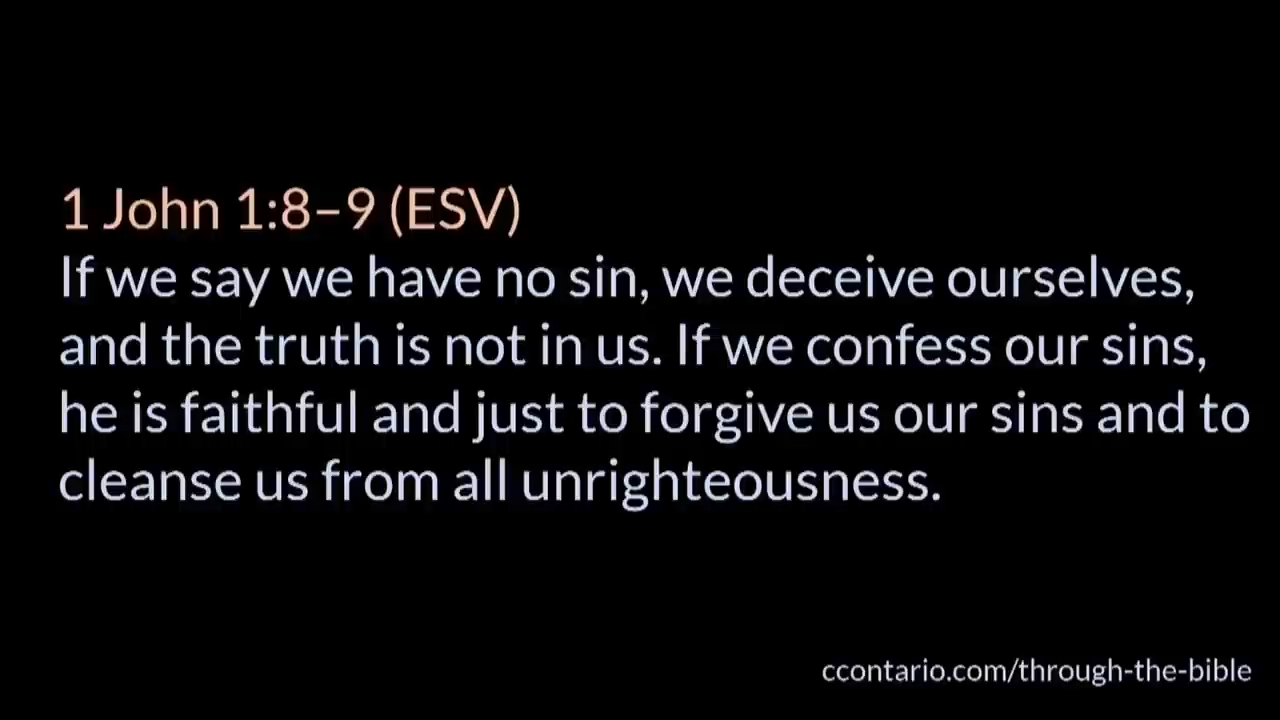 1 John 1:8–9 (ESV)
If we say we have no sin, we deceive ourselves,
and the truth is not in us. If we confess our sins,
he is faithful and just to forgive us our sins and to
cleanse us from all unrighteousness.
ccontario.com/through-the-bible